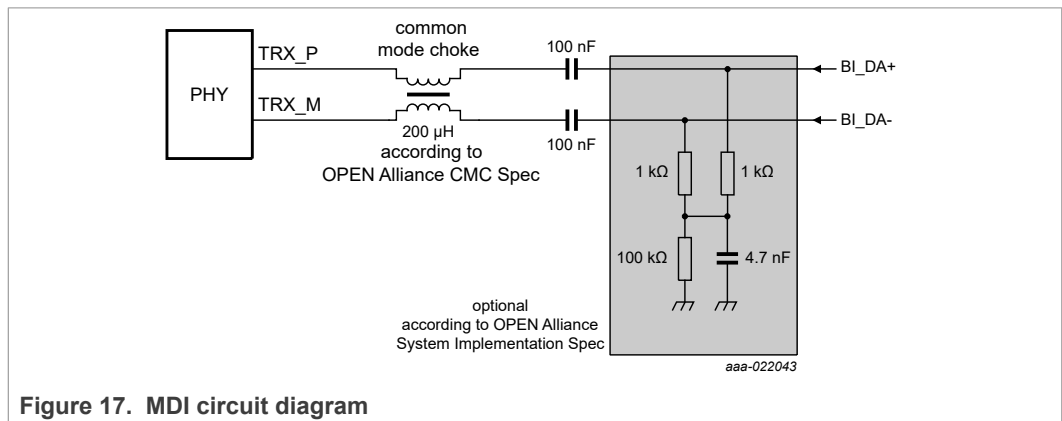 common
mode choke
100 nF
TRX_P
BI_DA+
PHY
TRX_M
BI_DA-
200 µH
100 nF
according to
OPEN Alliance CMC Spec
1 kΩ
1 kΩ
100 kΩ
4.7 nF
optional
according to OPEN Alliance
System Implementation Spec
aaa-022043
Figure 17. MDI circuit diagram